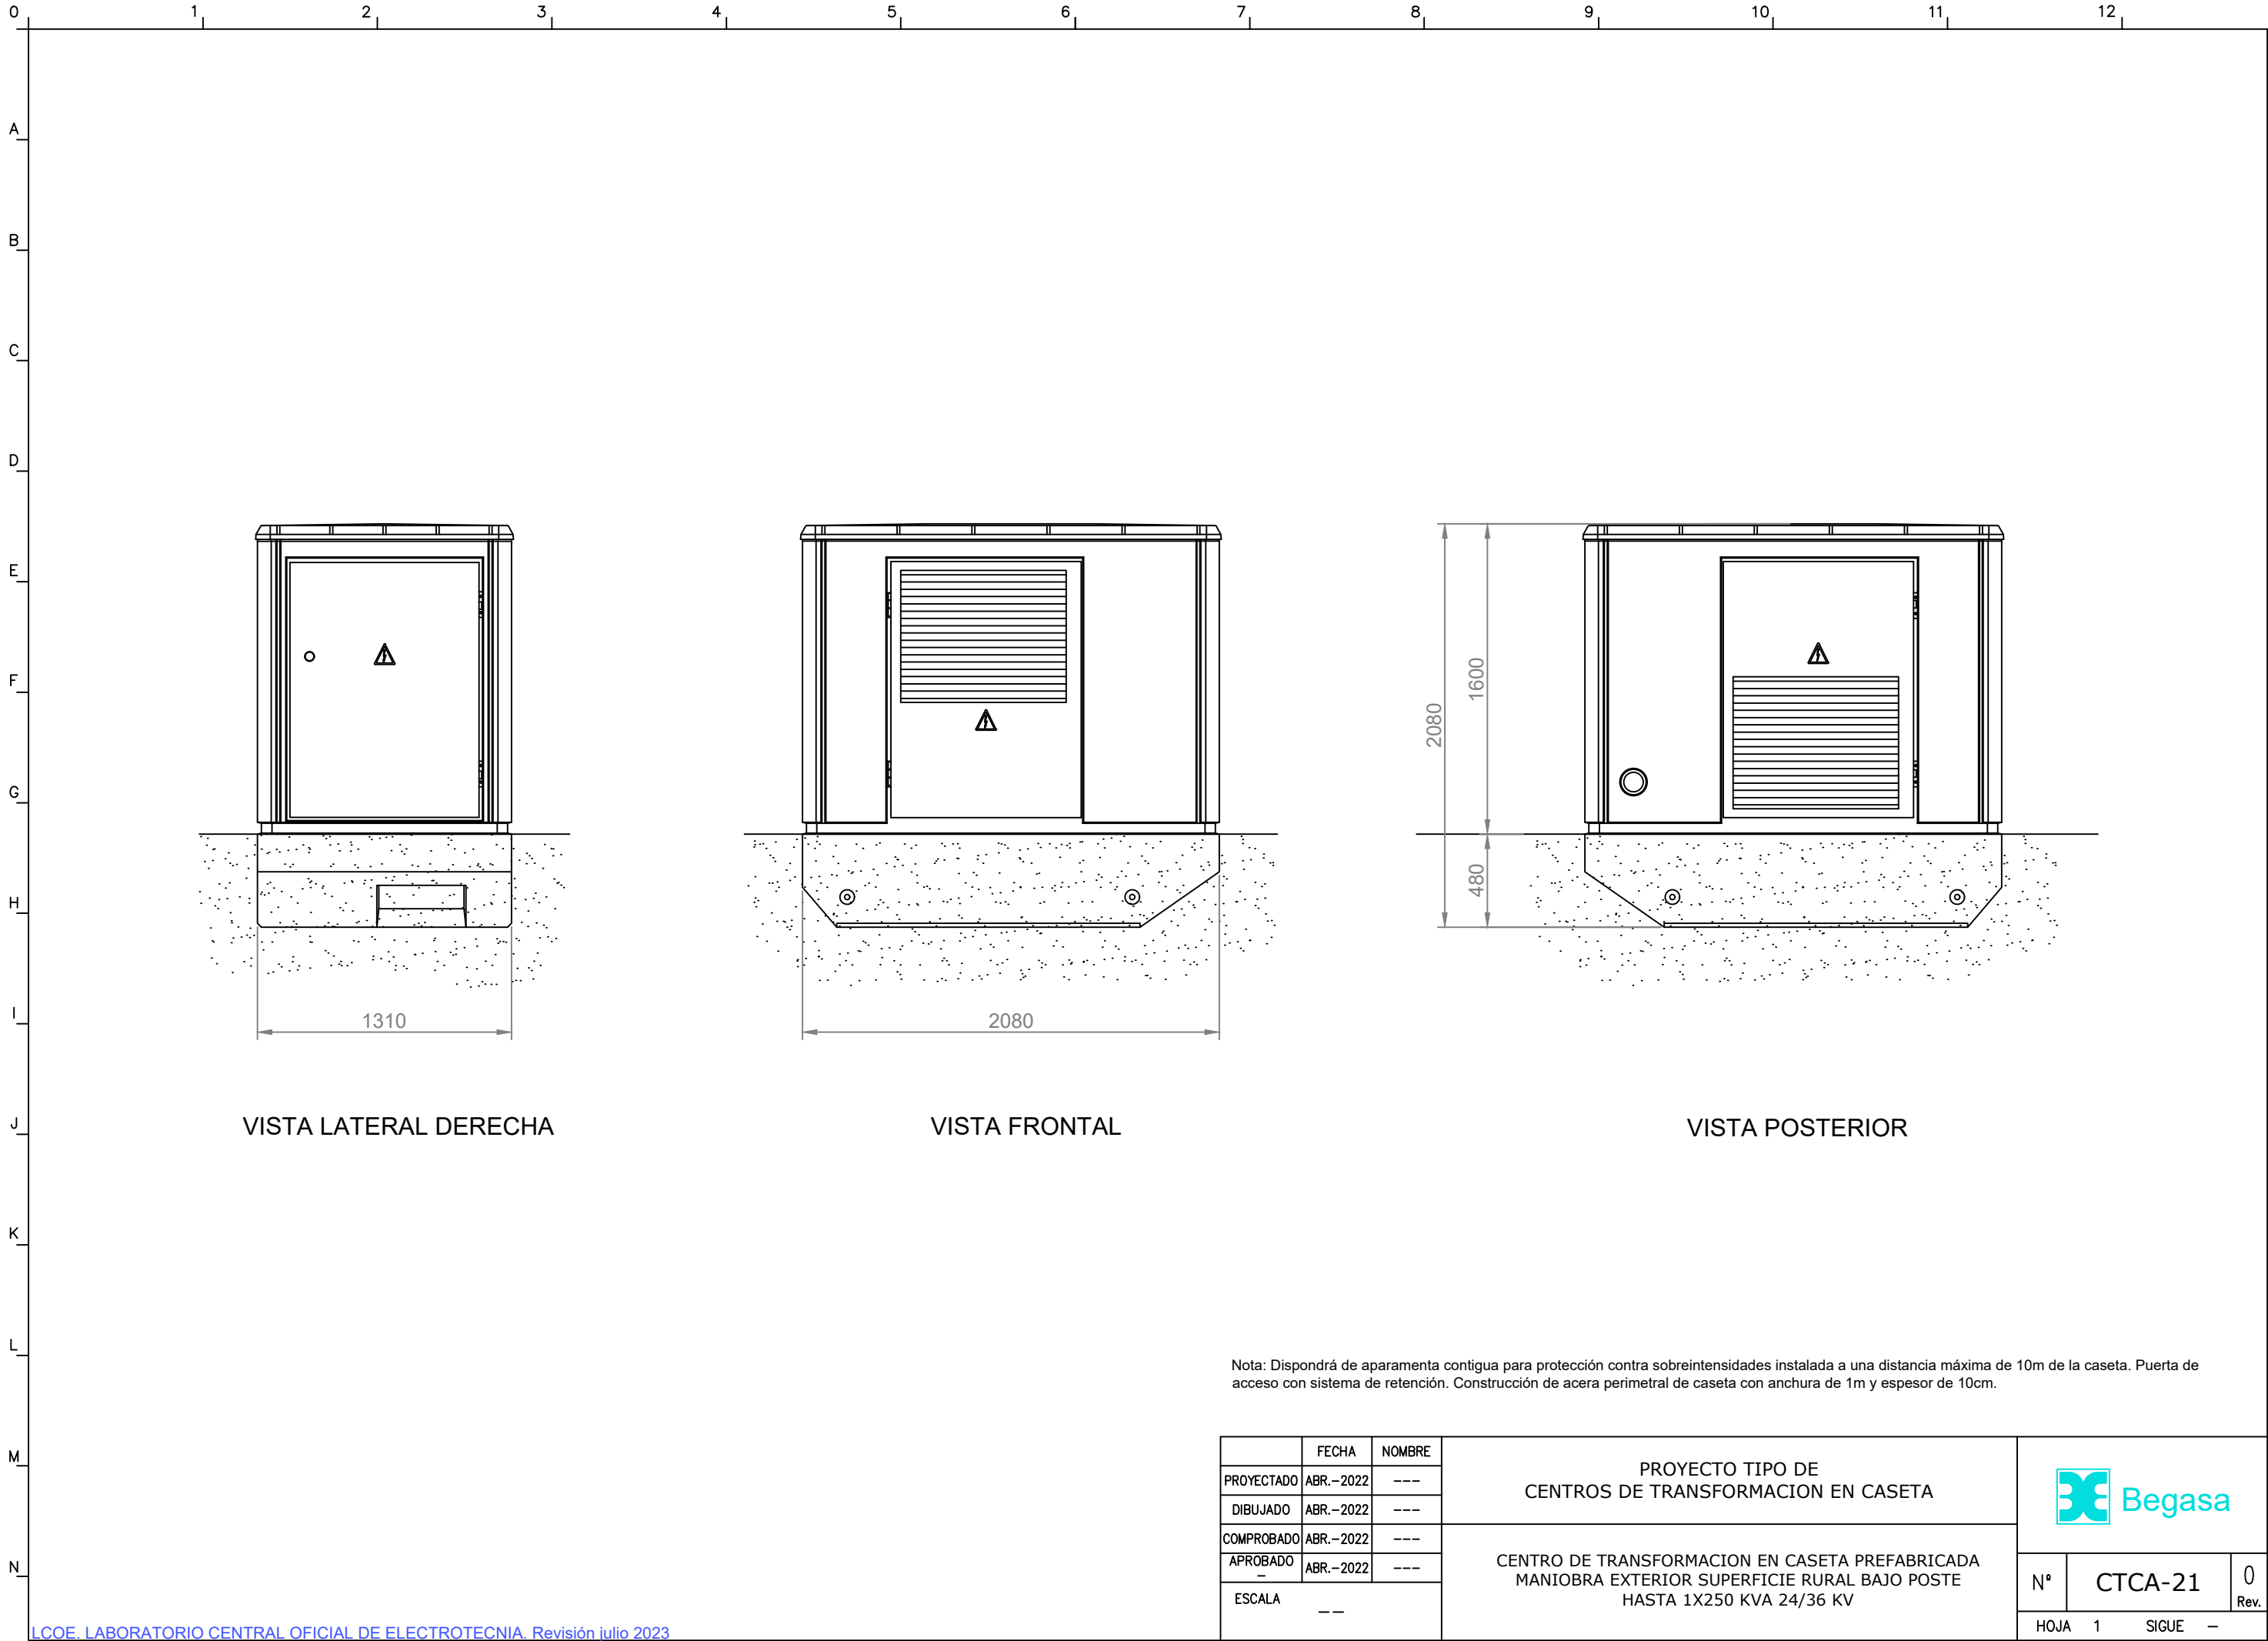 0 1 2 3 4 5 6 7 8 9 10 11 12
A
B
C
D
E
F
G
H
I
J
K
L
M
N
1310
2080
2080
1600
480
VISTA LATERAL DERECHA
VISTA FRONTAL
VISTA POSTERIOR
Nota: Dispondrá de aparamenta contigua para protección contra sobreintensidades instalada a una distancia máxima de 10m de la caseta. Puerta de
acceso con sistema de retención. Construcción de acera perimetral de caseta con anchura de 1m y espesor de 10cm.
FECHA NOMBRE
PROYECTADO ABR.-2022 ---
DIBUJADO ABR.-2022 ---
COMPROBADO ABR.-2022 ---
APROBADO - ABR.-2022 ---
ESCALA --
PROYECTO TIPO DE
CENTROS DE TRANSFORMACION EN CASETA
CENTRO DE TRANSFORMACION EN CASETA PREFABRICADA
MANIOBRA EXTERIOR SUPERFICIE RURAL BAJO POSTE
HASTA 1X250 KVA 24/36 KV
Begasa
Nº CTCA-21 0 Rev.
HOJA 1 SIGUE -
LCOE. LABORATORIO CENTRAL OFICIAL DE ELECTROTECNIA. Revisión julio 2023